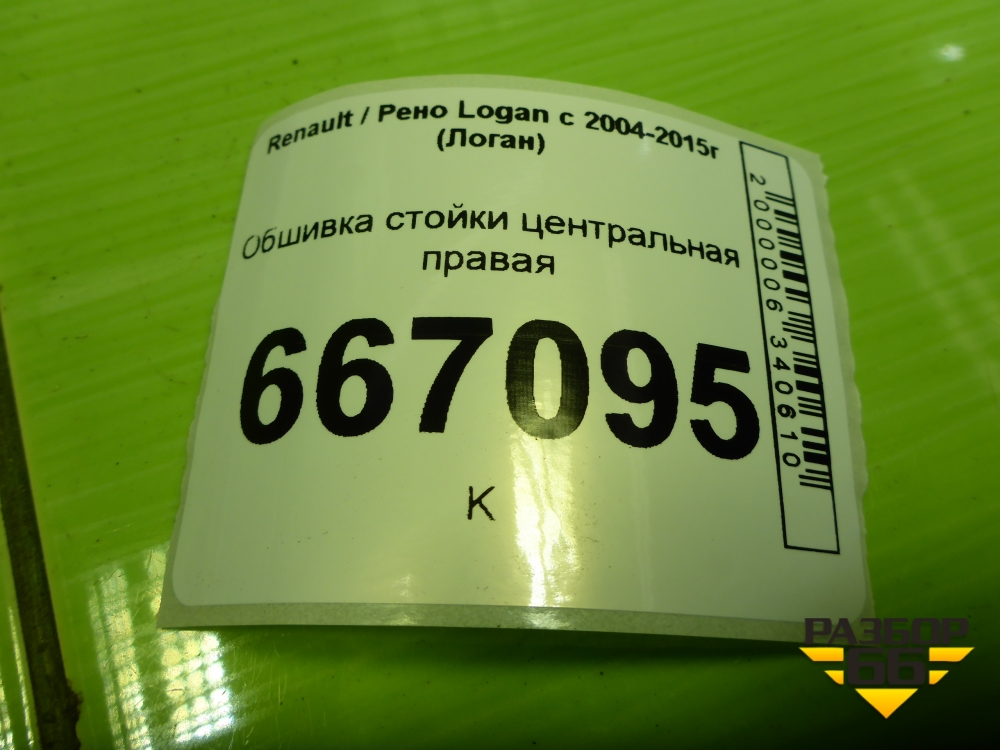 Renault / Рено Logan с 2004-2015г
(Логан)
Обшивка стойки центральная
правая
667095
К
2000006340610
РАЗБОР
66